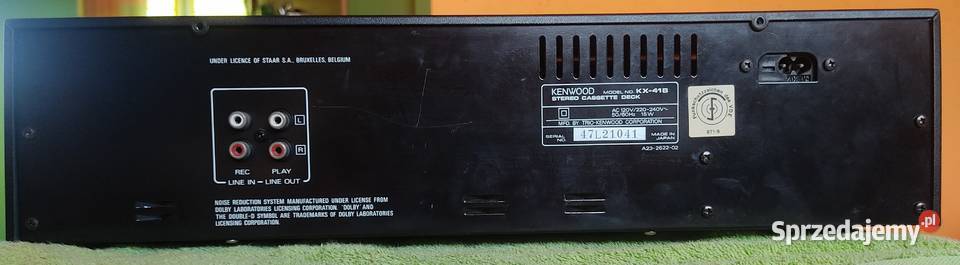 UNDER LICENCE OF STAAR S.A., BRUXELLES, BELGIUM
L
R
REC PLAY
LINE IN LINE OUT
NOISE REDUCTION SYSTEM MANUFACTURED UNDER LICENSE FROM
DOLBY LABORATORIES LICENSING CORPORATION. 'DOLBY' AND
THE DOUBLE-D SYMBOL ARE TRADEMARKS OF DOLBY LABORATORIES
LICENSING CORPORATION.
KENWOOD MODEL NO. KX-41B
STEREO CASSETTE DECK
AC 120V/220-240V~
50/60Hz 15W
MFD. BY TRIO-KENWOOD CORPORATION
SERIAL NO. 47L21041 MADE IN JAPAN
A23-2622-02
871-B
Sprzedajemy.pl